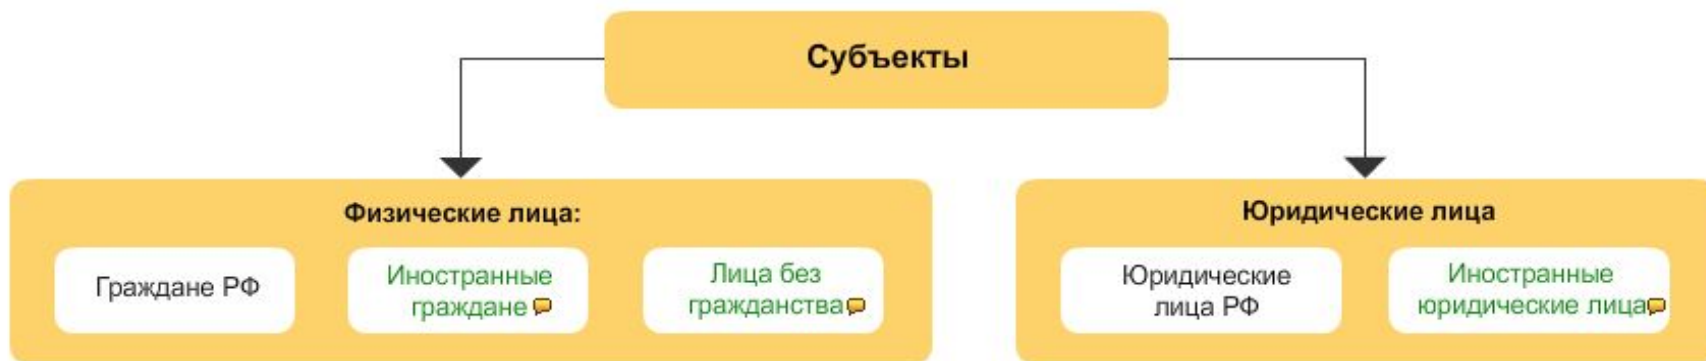 Субъекты
Физические лица:
Граждане РФ
Иностранные
граждане
Лица без
гражданства
Юридические лица
Юридические
лица РФ
Иностранные
юридические лица